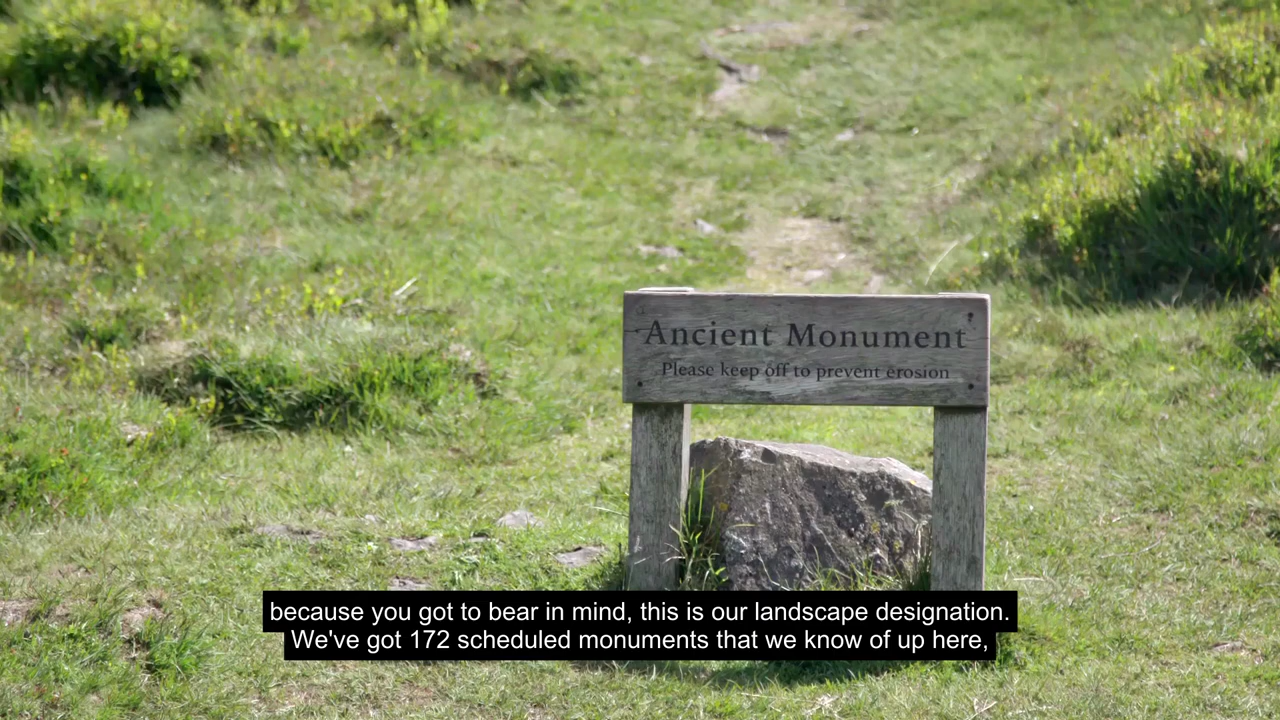 Ancient Monument
Please keep off to prevent erosion
because you got to bear in mind, this is our landscape designation.
We've got 172 scheduled monuments that we know of up here,